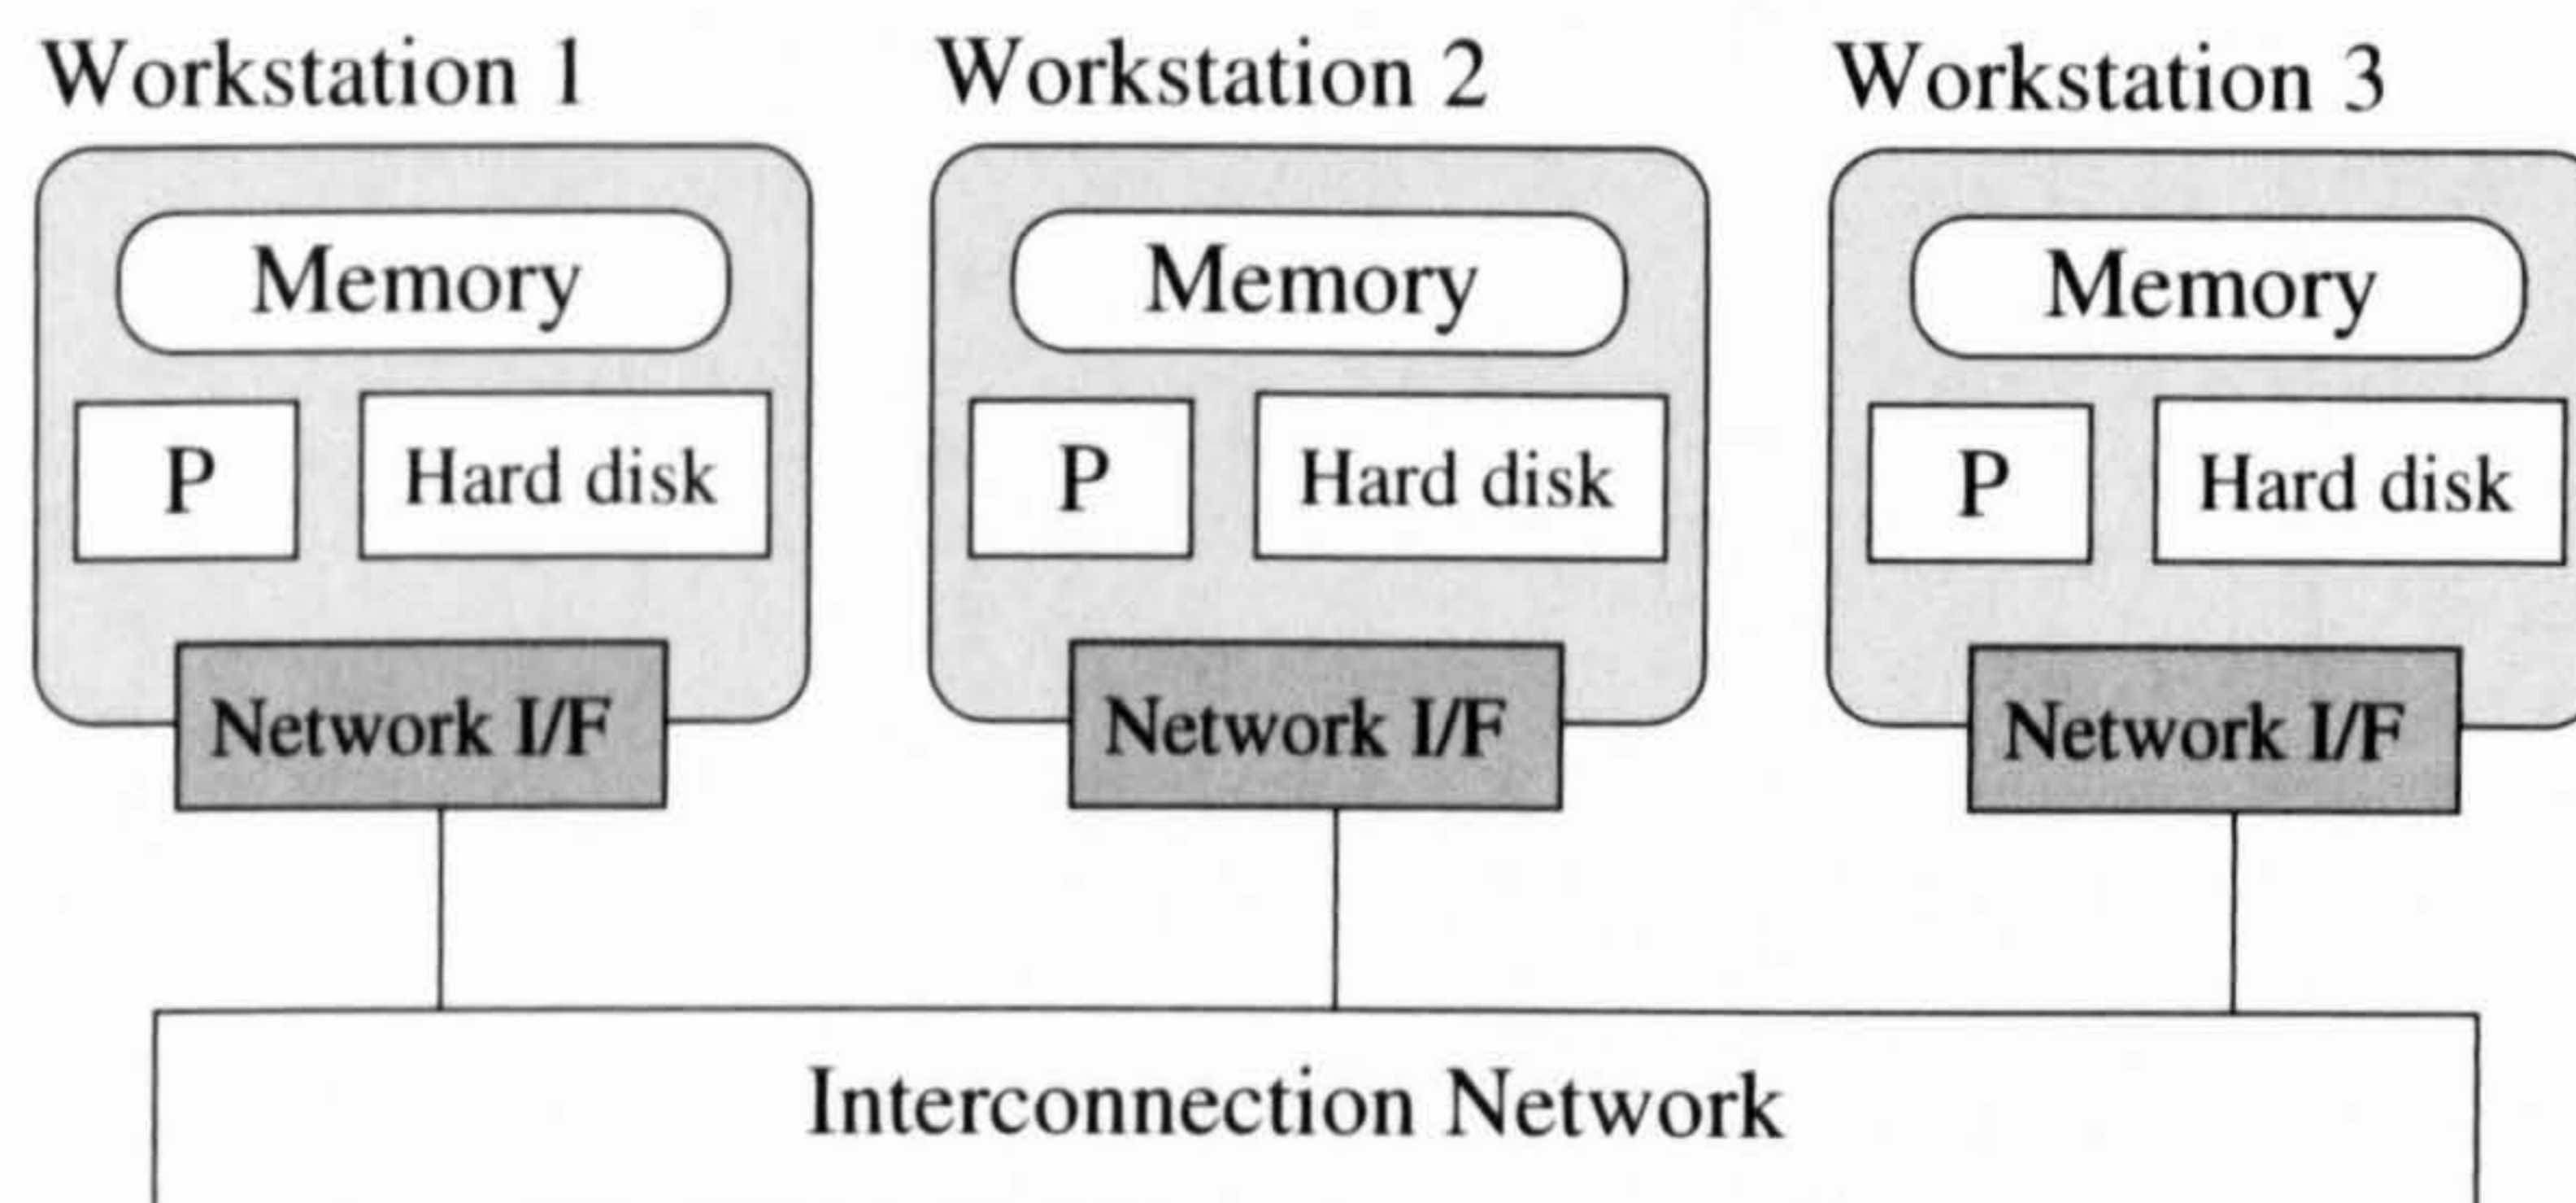 Workstation 1
Workstation 2
Workstation 3
Memory
Memory
Memory
P
Hard disk
P
Hard disk
P
Hard disk
Network I/F
Network I/F
Network I/F
Interconnection Network